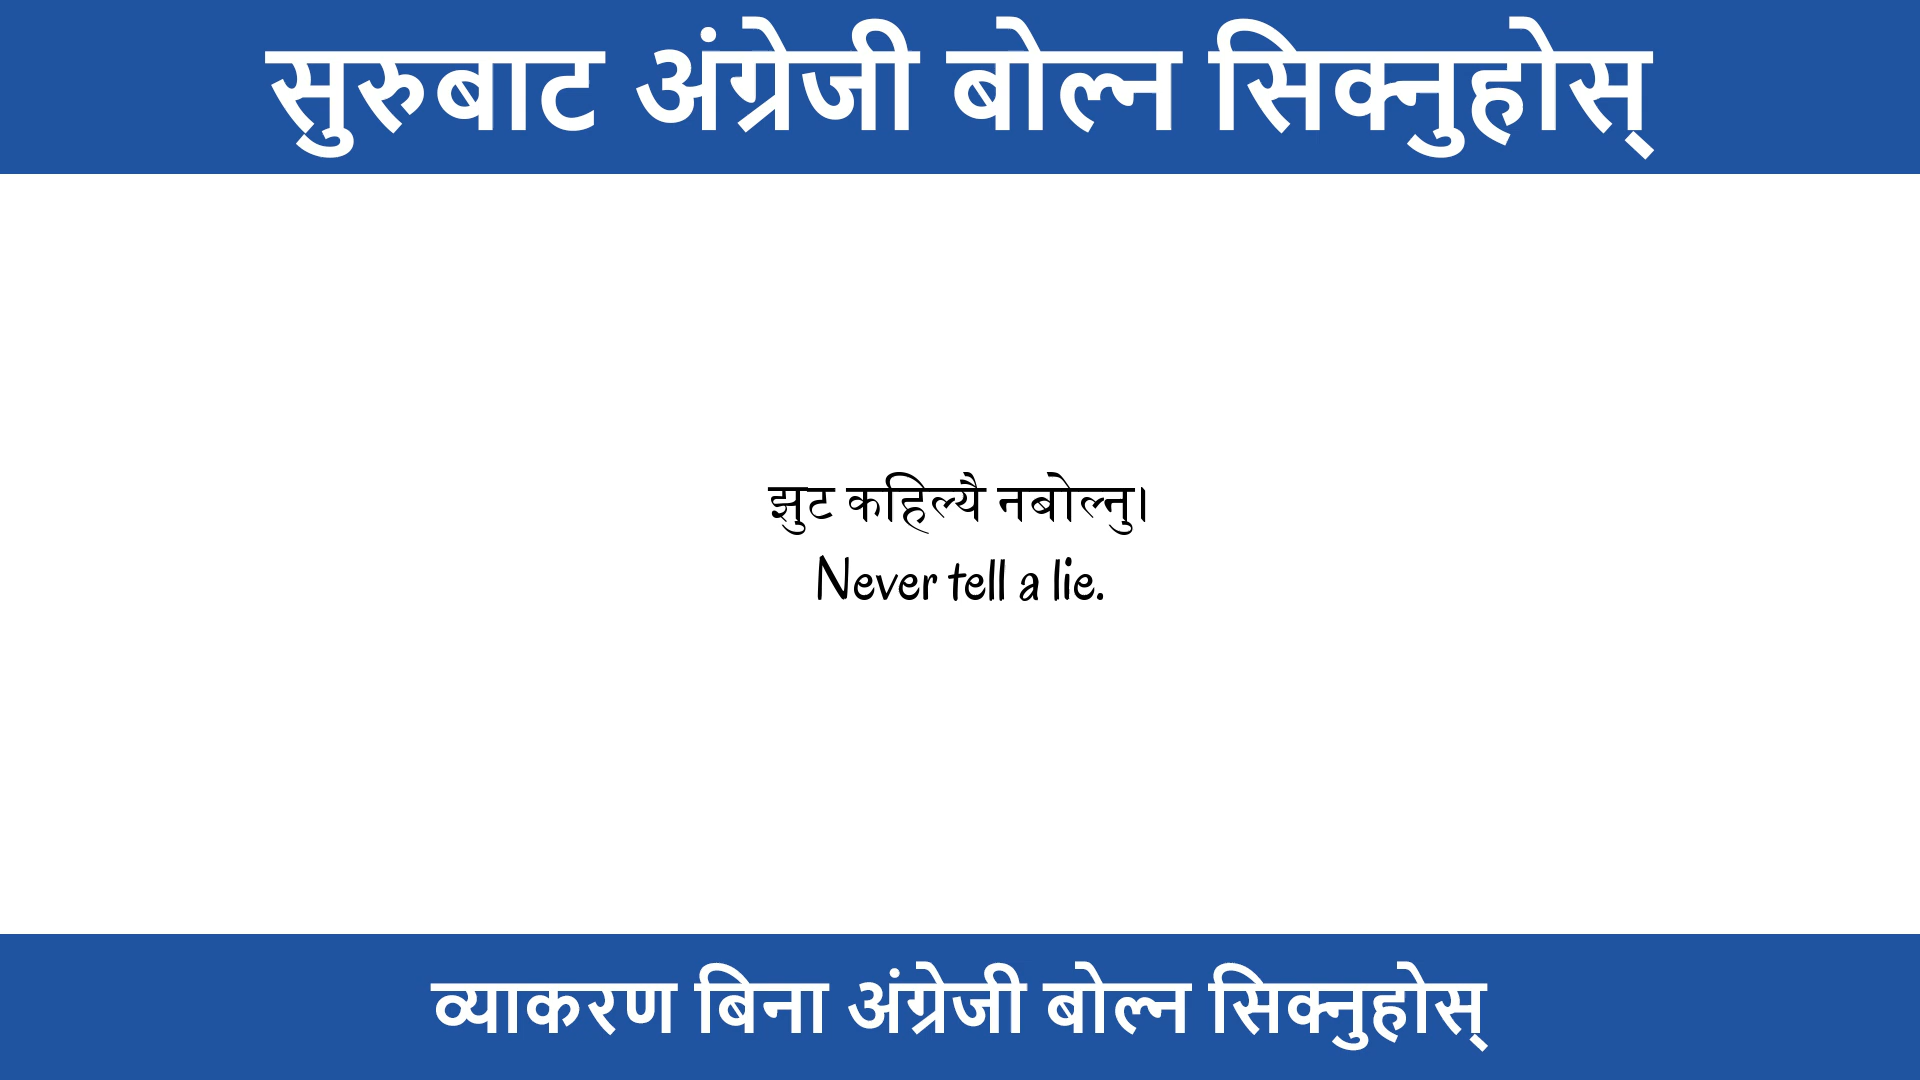 सुरुबाट अंग्रेजी बोल्न सिक्नुहोस्
झुट कहिल्यै नबोल्नु।
Never tell a lie.
व्याकरण बिना अंग्रेजी बोल्न सिक्नुहोस्